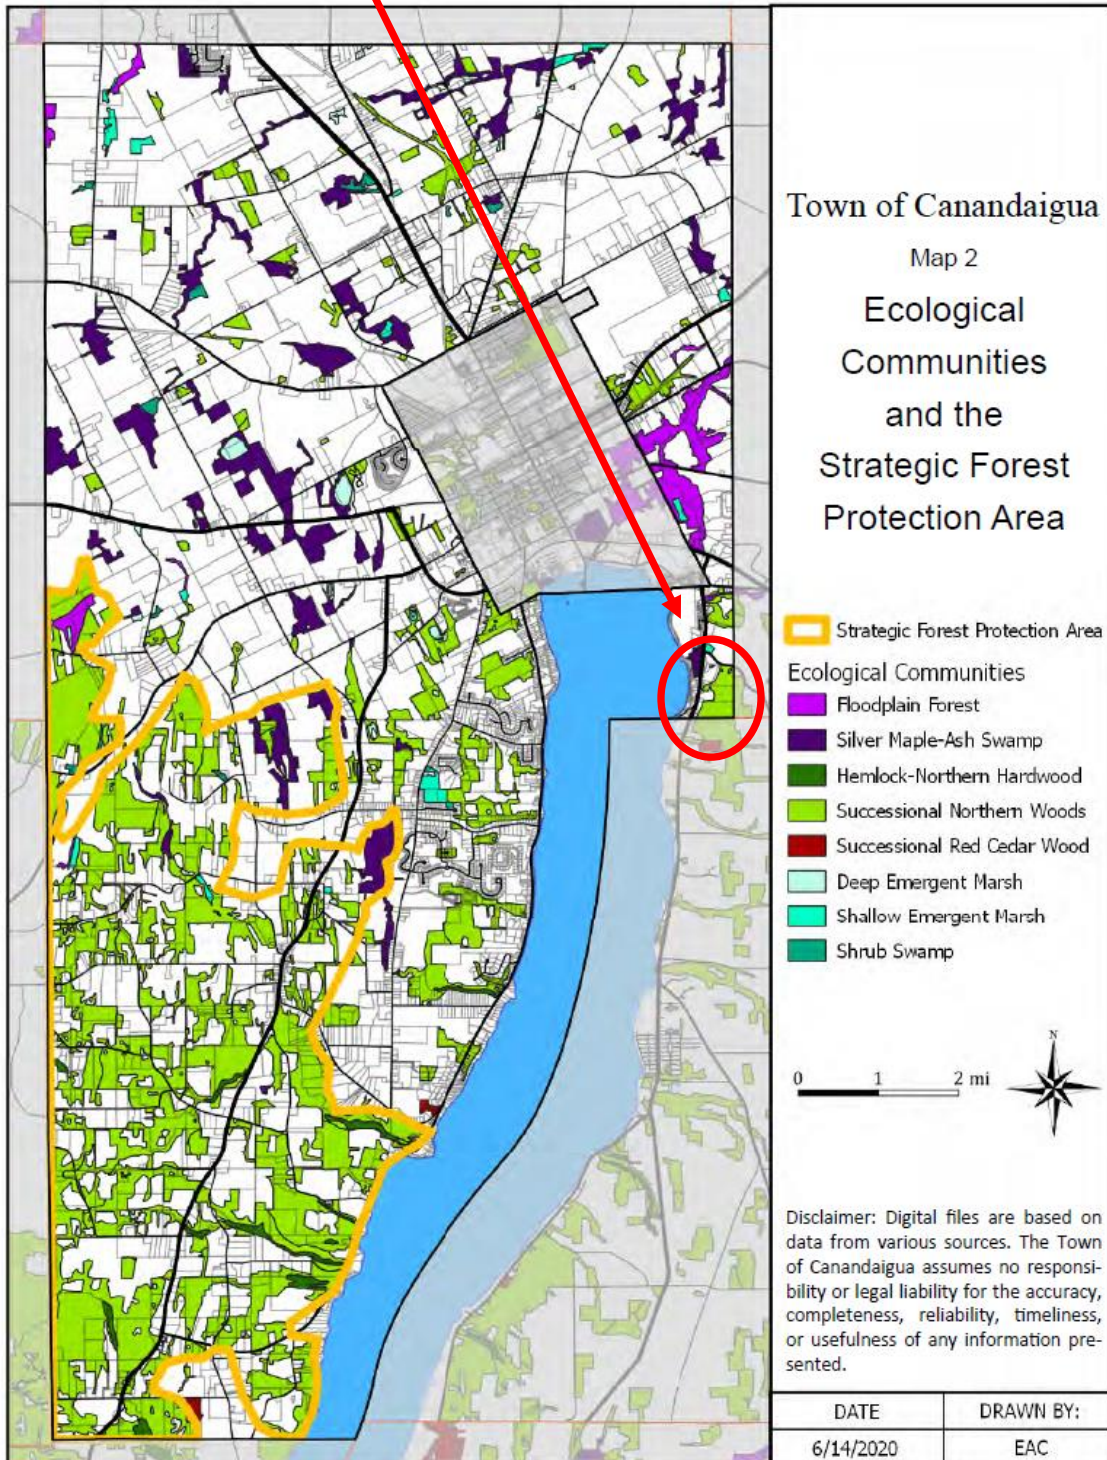 Town of Canandaigua
Map 2
Ecological
Communities
and the
Strategic Forest
Protection Area
Strategic Forest Protection Area
Ecological Communities
Floodplain Forest
Silver Maple-Ash Swamp
Hemlock-Northern Hardwood
Successional Northern Woods
Successional Red Cedar Wood
Deep Emergent Marsh
Shallow Emergent Marsh
Shrub Swamp
N
0 1 2 mi
Disclaimer: Digital files are based on
data from various sources. The Town
of Canandaigua assumes no responsi-
bility or legal liability for the accuracy,
completeness, reliability, timeliness,
or usefulness of any information pre-
sented.
DATE DRAWN BY:
6/14/2020 EAC